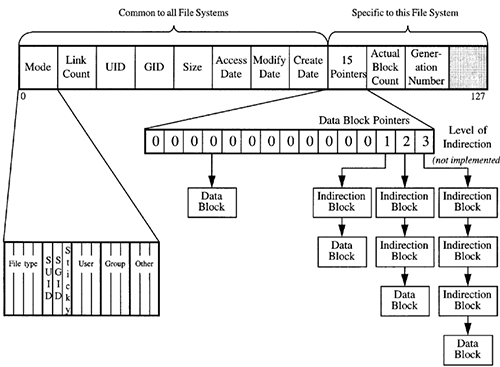 Common to all File Systems
Specific to this File System
Mode
Link
Count
UID
GID
Size
Access
Date
Modify
Date
Create
Date
15
Pointers
Actual
Block
Count
Gener-
ation
Number
0
127
Data Block Pointers
Level of
Indirection
(not implemented
0 0 0 0 0 0 0 0 0 0 0 0 1 2 3
Data
Block
Indirection
Block
Indirection
Block
Indirection
Block
Data
Block
Indirection
Block
Indirection
Block
Data
Block
Indirection
Block
Data
Block
File type
SUID
SGID
Sticky
User
Group
Other